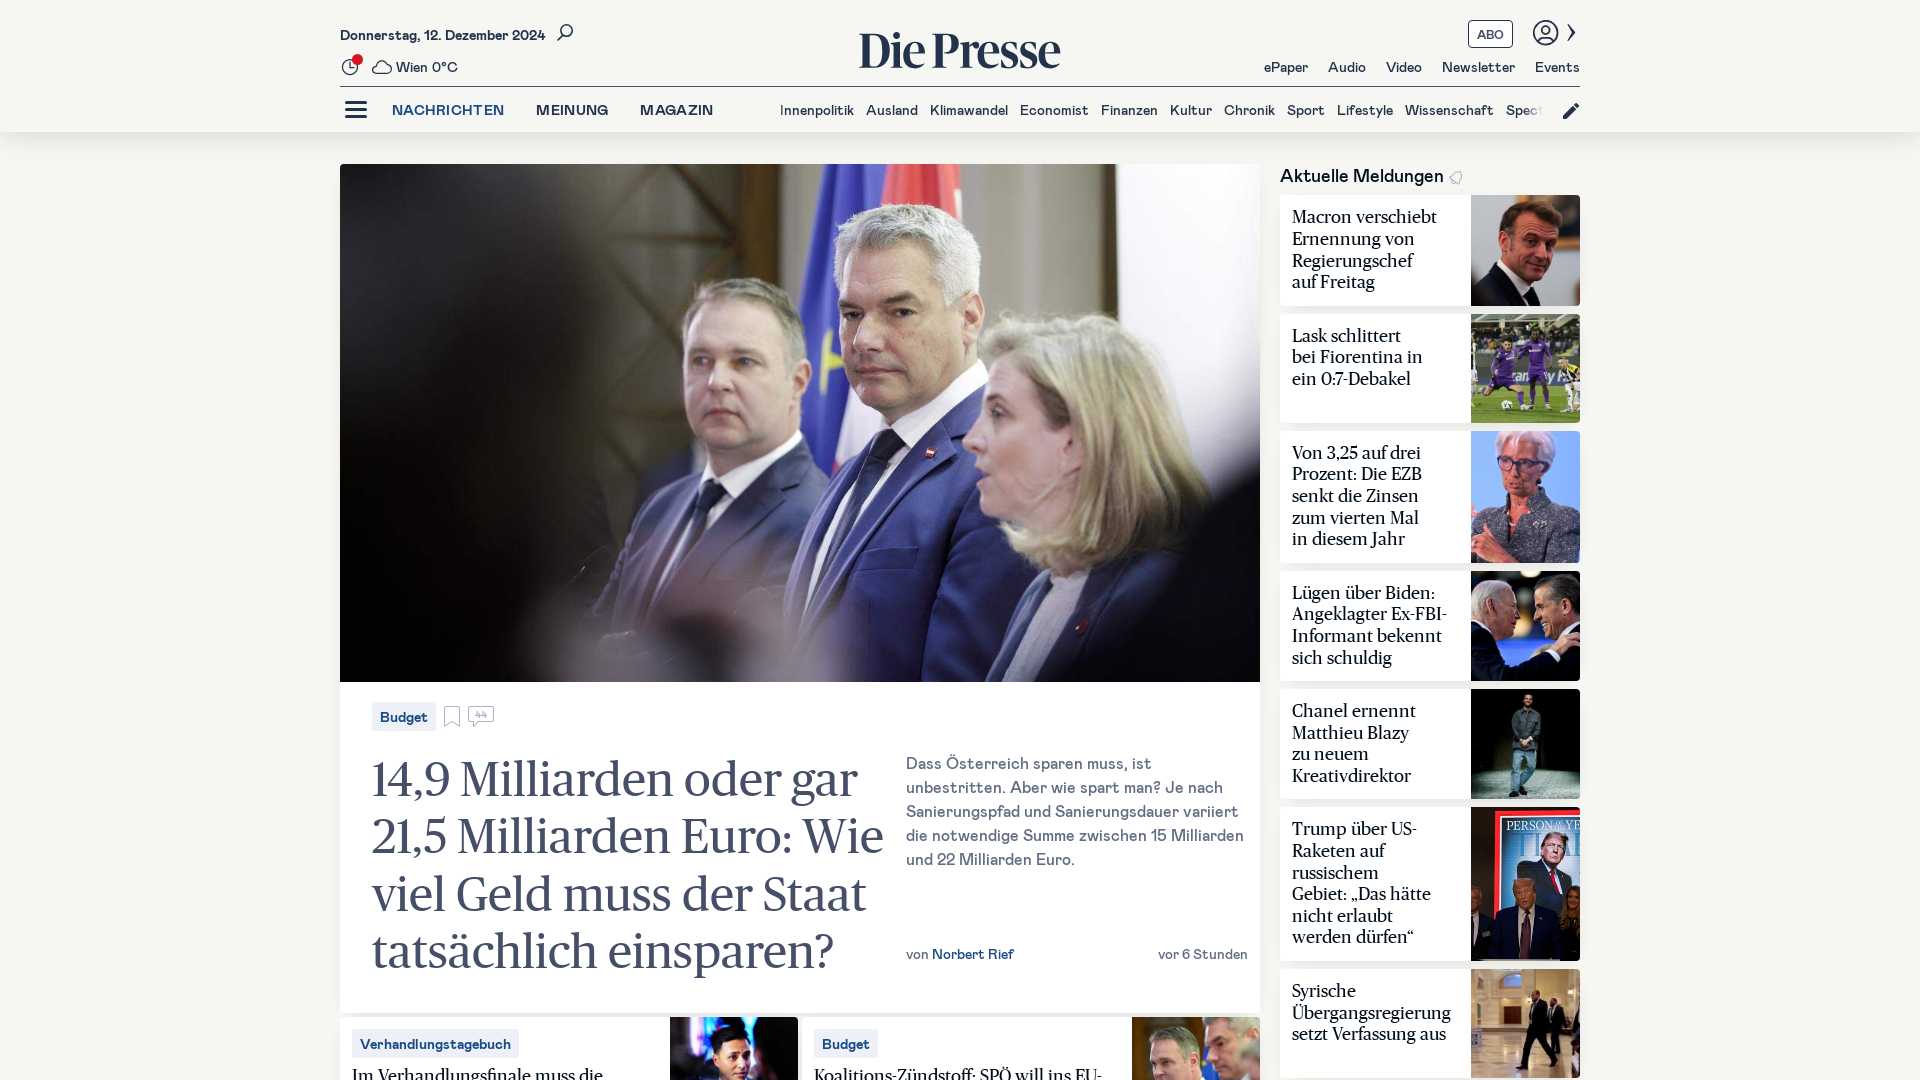 Donnerstag, 12. Dezember 2024
Wien 0°C
Die Presse
ABO
ePaper Audio Video Newsletter Events
NACHRICHTEN MEINUNG MAGAZIN
Innenpolitik Ausland Klimawandel Economist Finanzen Kultur Chronik Sport Lifestyle Wissenschaft
Budget
44
14,9 Milliarden oder gar
21,5 Milliarden Euro: Wie
viel Geld muss der Staat
tatsächlich einsparen?
Dass Österreich sparen muss, ist
unbestritten. Aber wie spart man? Je nach
Sanierungspfad und Sanierungsdauer variiert
die notwendige Summe zwischen 15 Milliarden
und 22 Milliarden Euro.
von Norbert Rief
vor 6 Stunden
Verhandlungstagebuch
Im Verhandlungsfinale muss die
Budget
Koalitions-Zündstoff: SPÖ will ins EU-
Aktuelle Meldungen
Macron verschiebt
Ernennung von
Regierungschef
auf Freitag
Lask schlittert
bei Fiorentina in
ein 0:7-Debakel
Von 3,25 auf drei
Prozent: Die EZB
senkt die Zinsen
zum vierten Mal
in diesem Jahr
Lügen über Biden:
Angeklagter Ex-FBI-
Informant bekennt
sich schuldig
Chanel ernennt
Matthieu Blazy
zu neuem
Kreativdirektor
Trump über US-
Raketen auf
russischem
Gebiet: „Das hätte
nicht erlaubt
werden dürfen“
PERSON
Syrische
Übergangsregierung
setzt Verfassung aus